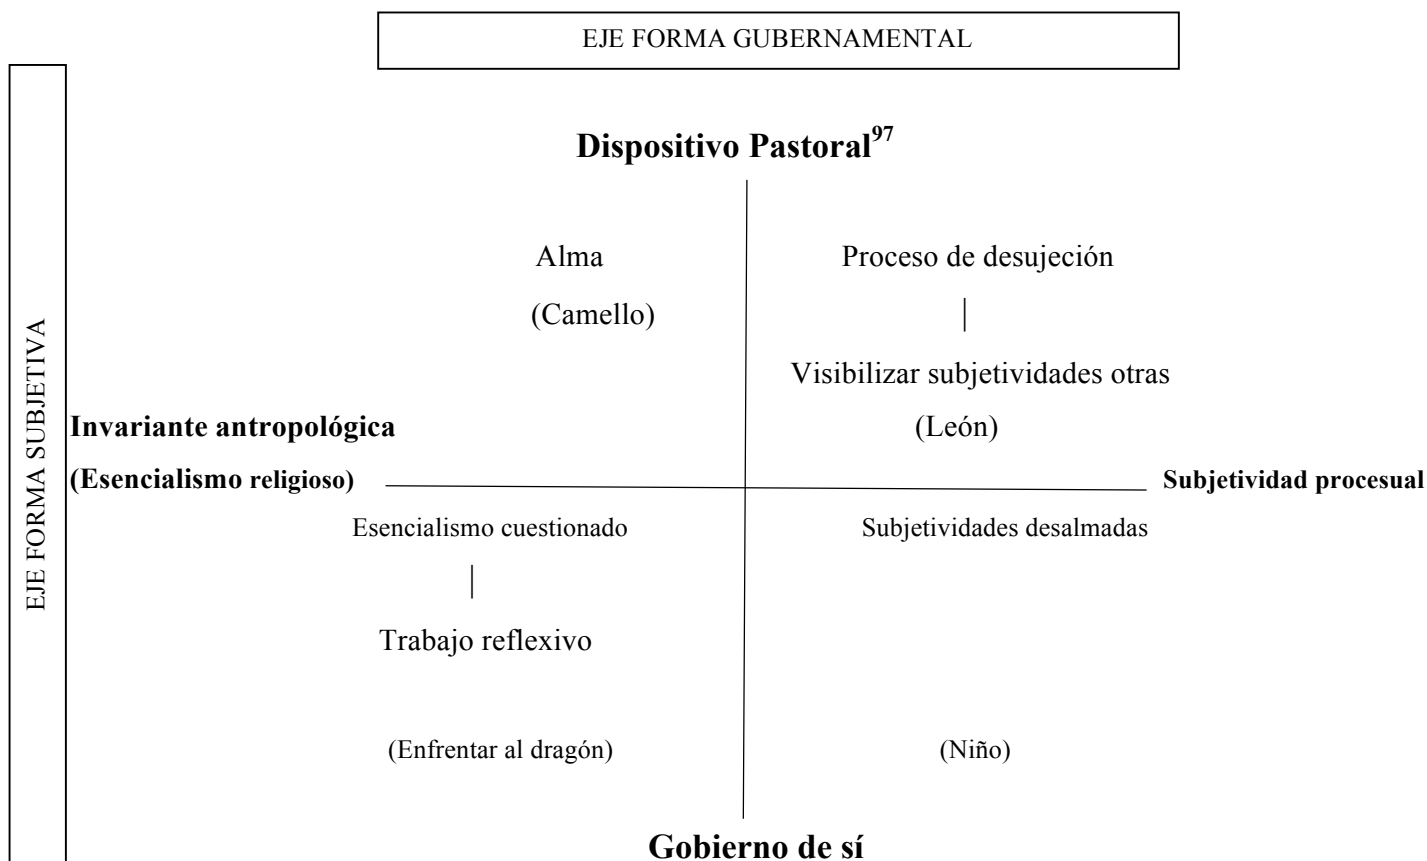 EJE FORMA GUBERNAMENTAL
EJE FORMA SUBJETIVA
Dispositivo Pastoral97
Alma
(Camello)
Proceso de desujeción
Visibilizar subjetividades otras
(León)
Invariante antropológica
(Esencialismo religioso)
Subjetividad procesual
Esencialismo cuestionado
Trabajo reflexivo
(Enfrentar al dragón)
Subjetividades desalmadas
(Niño)
Gobierno de sí